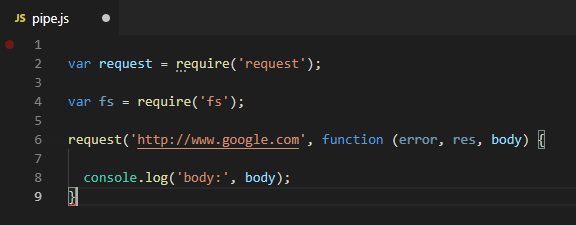 JS pipe.js
1
2 var request = require('request');
3
4 var fs = require('fs');
5
6 request('http://www.google.com', function (error, res, body) {
7
8 console.log('body:', body);
9 }